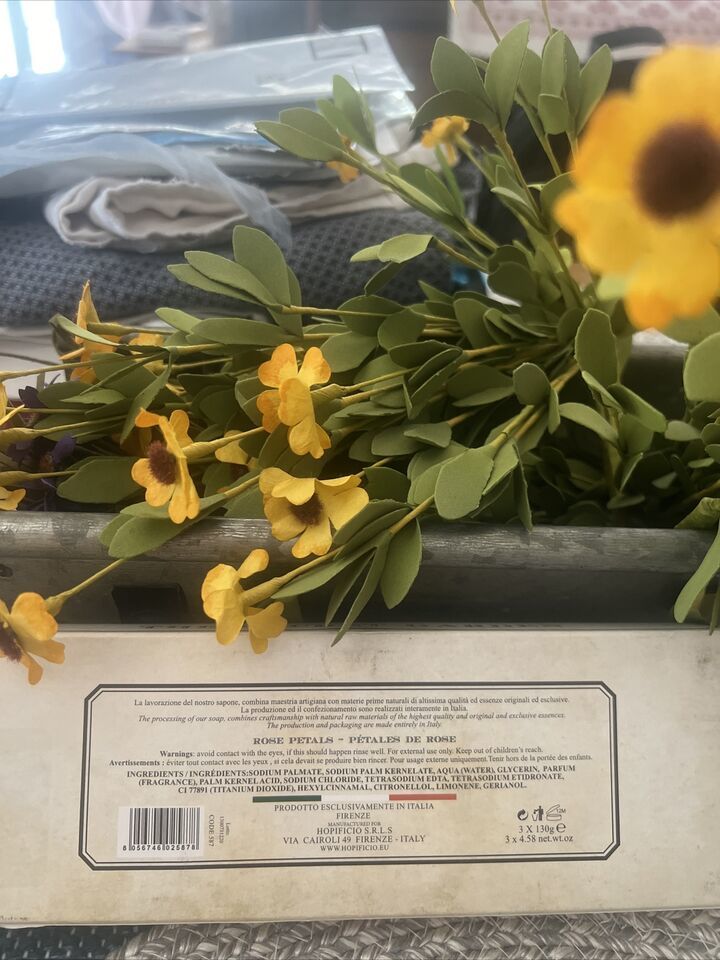 La lavorazione del nostro sapone, combina maestria artigiana con materie prime naturali di altissima qualità ed essenze originali ed esclusive.
La produzione ed il confezionamento sono realizzati interamente in Italia.
The processing of our soap, combines craftsmanship with natural raw materials of the highest quality and original and exclusive essences.
The production and packaging are made entirely in Italy.
ROSE PETALS - PÉTALES DE ROSE
Warnings: avoid contact with the eyes, if this should happen rinse well. For external use only. Keep out of children's reach.
Avertissements : éviter tout contact avec les yeux , si cela devait se produire bien rincer. Pour usage externe uniquement.Tenir hors de la portée des enfants.
INGREDIENTS / INGRÉDIENTS:SODIUM PALMATE, SODIUM PALM KERNELATE, AQUA (WATER), GLYCERIN, PARFUM
(FRAGRANCE), PALM KERNEL ACID, SODIUM CHLORIDE, TETRASODIUM EDTA, TETRASODIUM ETIDRONATE,
CI 77891 (TITANIUM DIOXIDE), HEXYLCINNAMAL, CITRONELLOL, LIMONENE, GERIANOL.
PRODOTTO ESCLUSIVAMENTE IN ITALIA
FIRENZE
MANUFACTURED FOR
HOPIFICIO S.R.L.S
VIA CAIROLI 49 FIRENZE - ITALY
WWW.HOPIFICIO.EU
8 056746 025878
CODE:587
12M
3 X 130g e
3 x 4.58 net.wt.oz